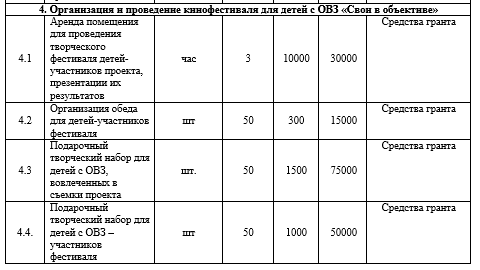 4. Организация и проведение кинофестиваля для детей с ОВЗ «Свои в объективе»
4.1 Аренда помещения для проведения творческого фестиваля детей-участников проекта, презентации их результатов час 3 10000 30000 Средства гранта
4.2 Организация обеда для детей-участников фестиваля шт 50 300 15000 Средства гранта
4.3 Подарочный творческий набор для детей с ОВЗ, вовлеченных в съемки проекта шт. 50 1500 75000 Средства гранта
4.4. Подарочный творческий набор для детей с ОВЗ – участников фестиваля шт 50 1000 50000 Средства гранта